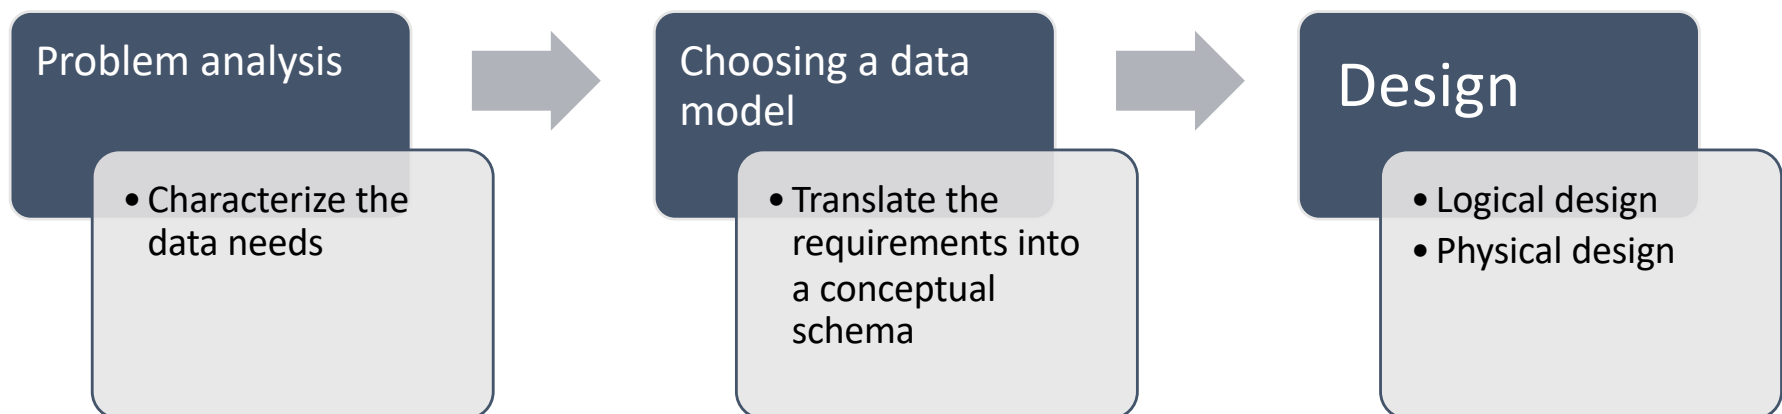 Problem analysis
• Characterize the
data needs
Choosing a data
model
• Translate the
requirements into
a conceptual
schema
Design
• Logical design
• Physical design